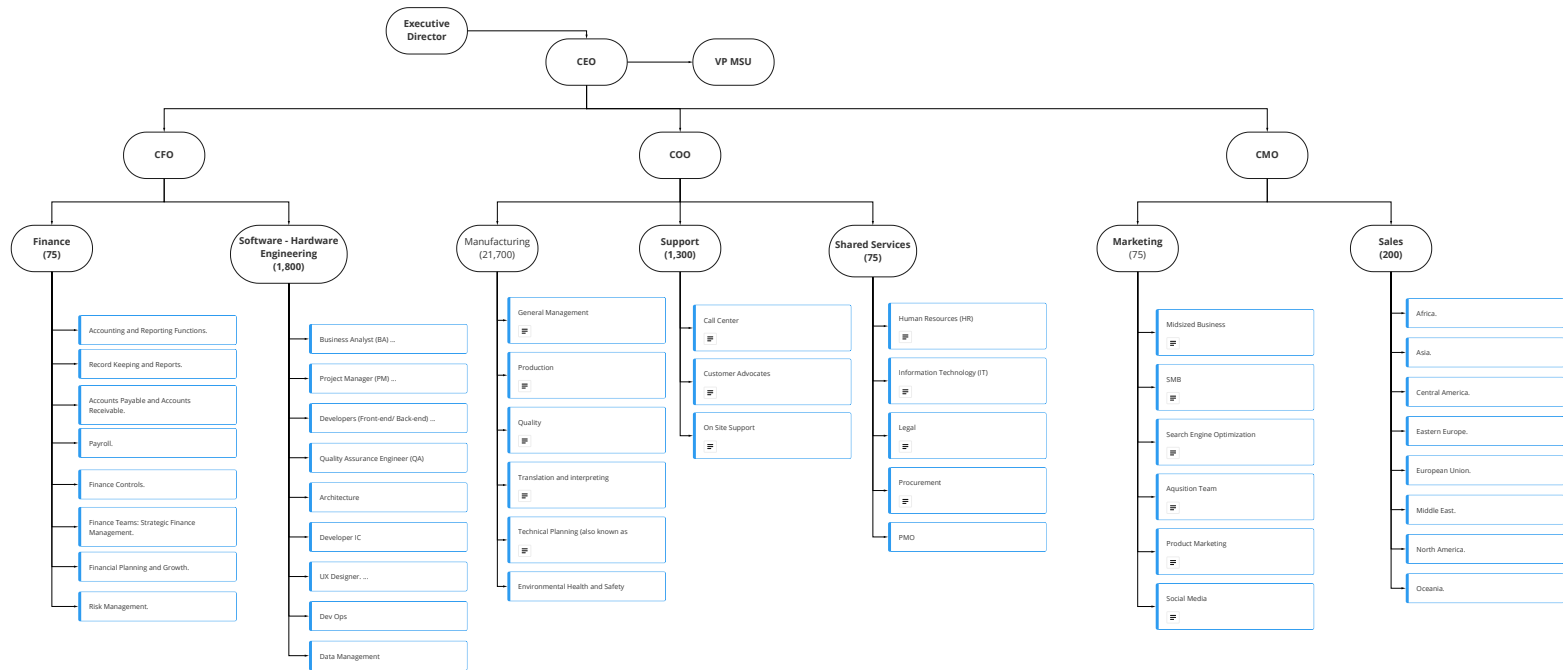 Executive
Director
CEO
VP MSU
CFO
COO
CMO
Finance
(75)
Software - Hardware
Engineering
(1,800)
Manufacturing
(21,700)
Support
(1,300)
Shared Services
(75)
Marketing
(75)
Sales
(200)
Accounting and Reporting Functions.
Record Keeping and Reports.
Accounts Payable and Accounts
Receivable.
Payroll.
Finance Controls.
Finance Teams: Strategic Finance
Management.
Financial Planning and Growth.
Risk Management.
Business Analyst (BA) ...
Project Manager (PM) ...
Developers (Front-end/ Back-end) ...
Quality Assurance Engineer (QA)
Architecture
Developer IC
UX Designer. ...
Dev Ops
Data Management
General Management
Production
Quality
Translation and interpreting
Technical Planning (also known as
Environmental Health and Safety
Call Center
Customer Advocates
On Site Support
Human Resources (HR)
Information Technology (IT)
Legal
Procurement
PMO
Midsized Business
SMB
Search Engine Optimization
Aqusition Team
Product Marketing
Social Media
Africa.
Asia.
Central America.
Eastern Europe.
European Union.
Middle East.
North America.
Oceania.